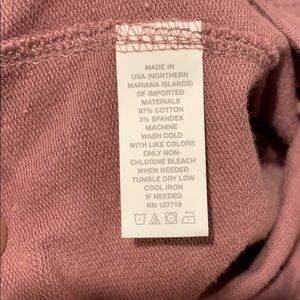 MADE IN
USA (NORTHERN
MARIANA ISLANDS)
OF IMPORTED
MATERIALS
97% COTTON
3% SPANDEX
MACHINE
WASH COLD
WITH LIKE COLORS
ONLY NON-
CHLORINE BLEACH
WHEN NEEDED
TUMBLE DRY LOW
COOL IRON
IF NEEDED
RN 107719